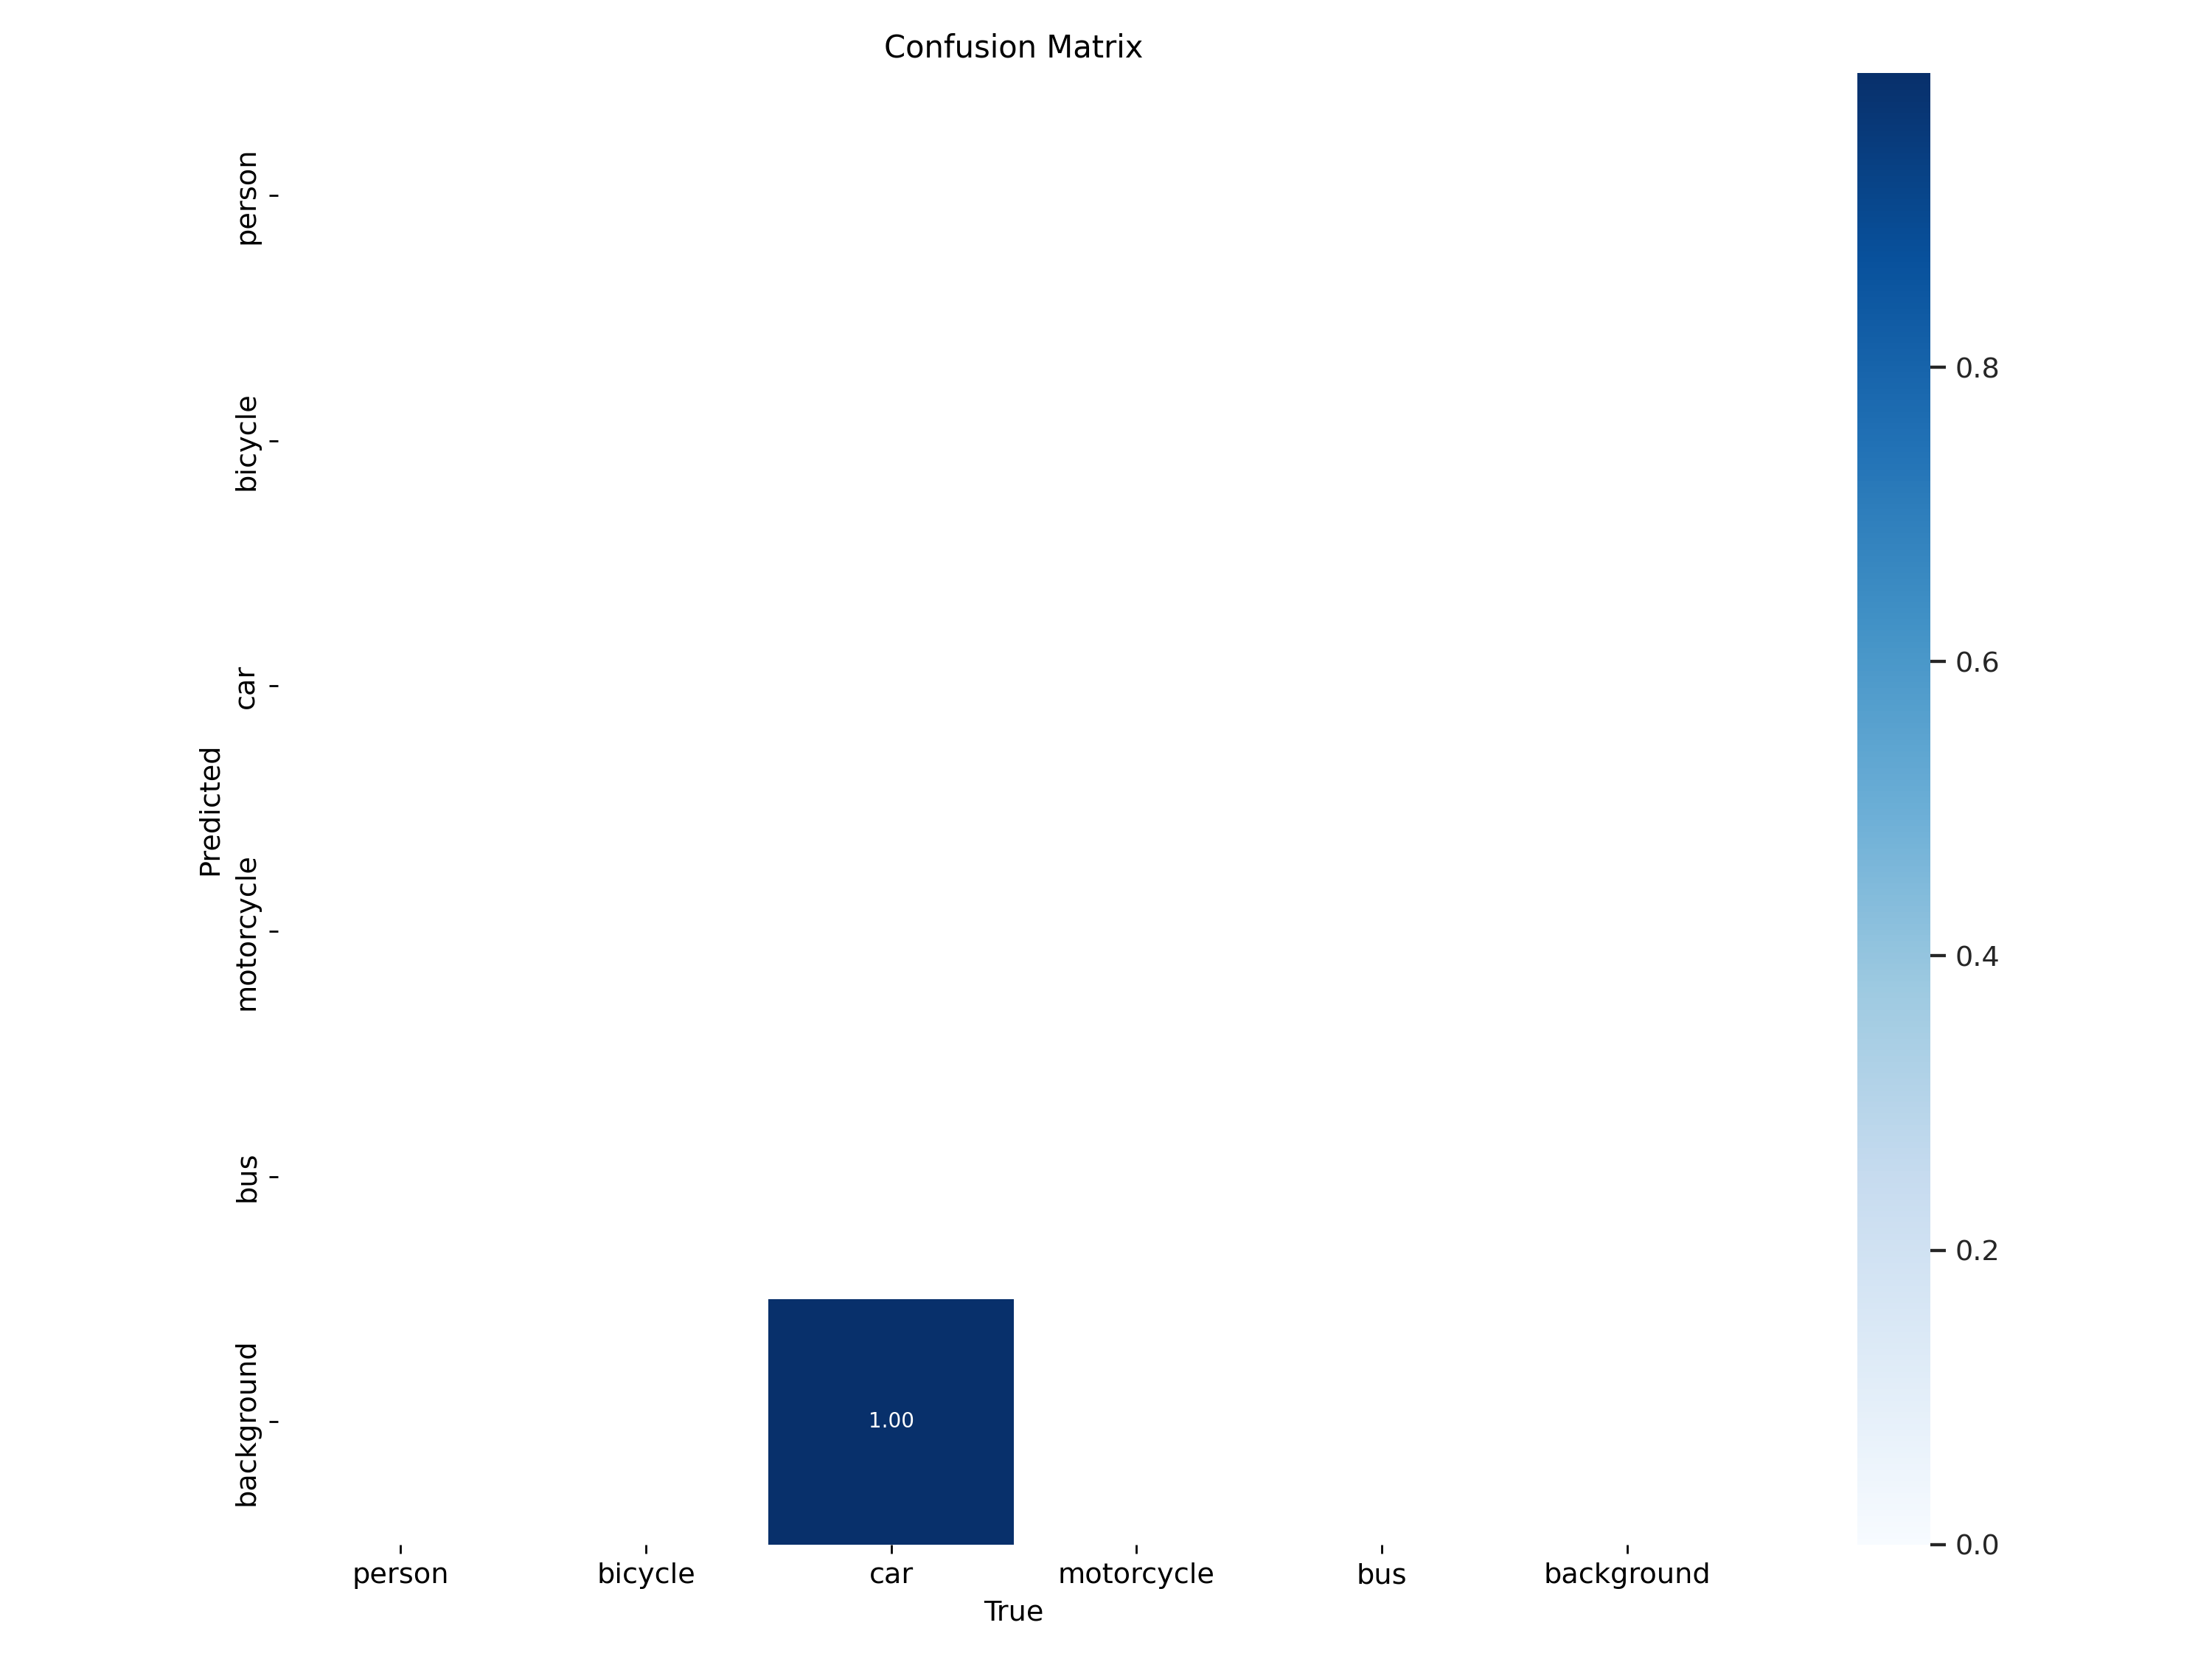 Confusion Matrix
person
bicycle
car
motorcycle
bus
background
Predicted
1.00
person bicycle car motorcycle bus background
True
0.8
0.6
0.4
0.2
0.0